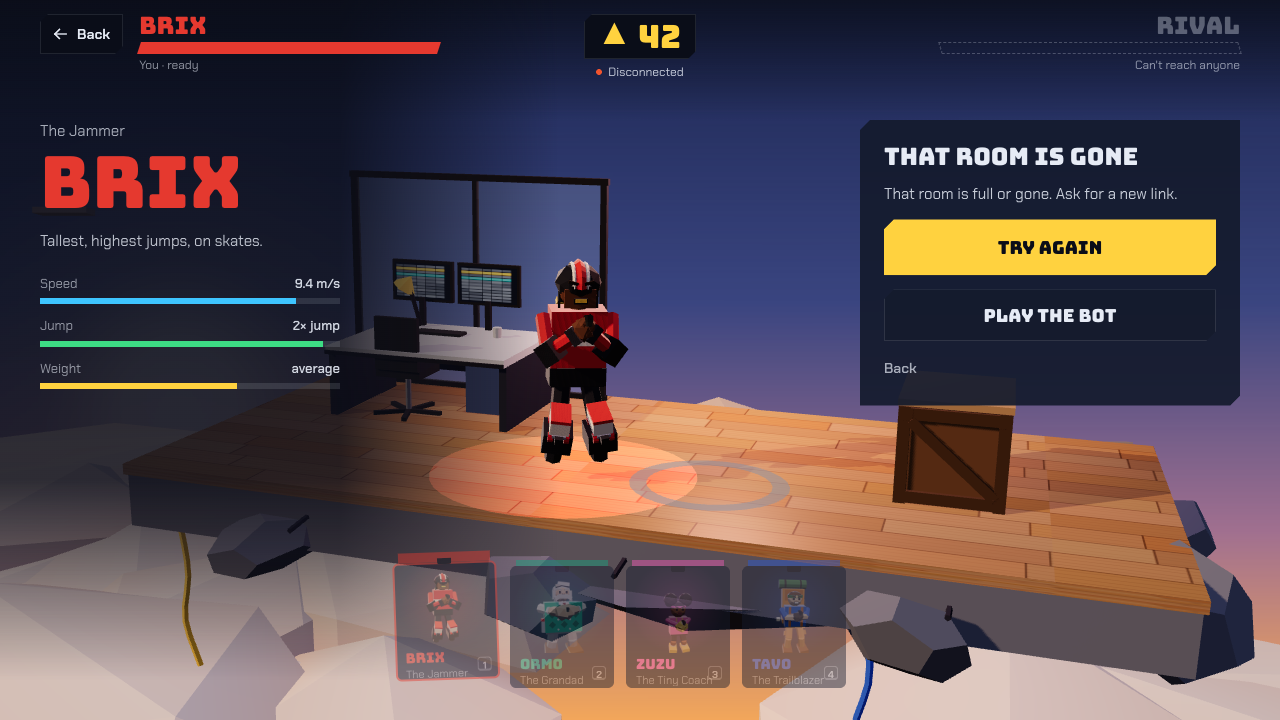 Back
BRIX
You · ready
42
Disconnected
RIVAL
Can't reach anyone
The Jammer
BRIX
Tallest, highest jumps, on skates.
Speed 9.4 m/s
Jump 2× jump
Weight average
THAT ROOM IS GONE
That room is full or gone. Ask for a new link.
TRY AGAIN
PLAY THE BOT
Back
BRIX
The Jammer 1
ORMO
The Grandad 2
ZUZU
The Tiny Coach 3
TAVO
The Trailblazer 4